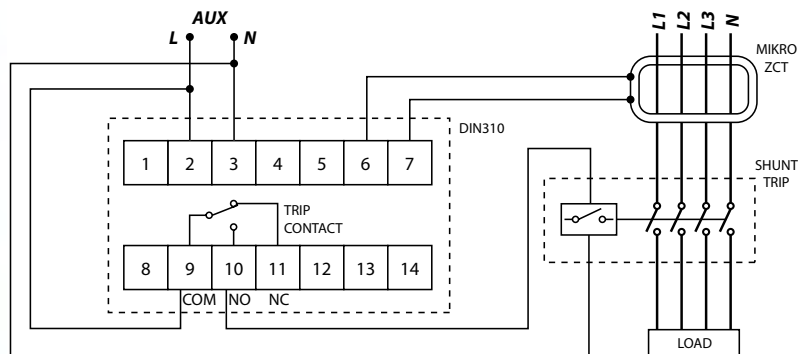 AUX
L N
L1 L2 L3 N
MIKRO
ZCT
DIN310
1 2 3 4 5 6 7
SHUNT
TRIP
TRIP
CONTACT
8 9 10 11 12 13 14
COM NO NC
LOAD